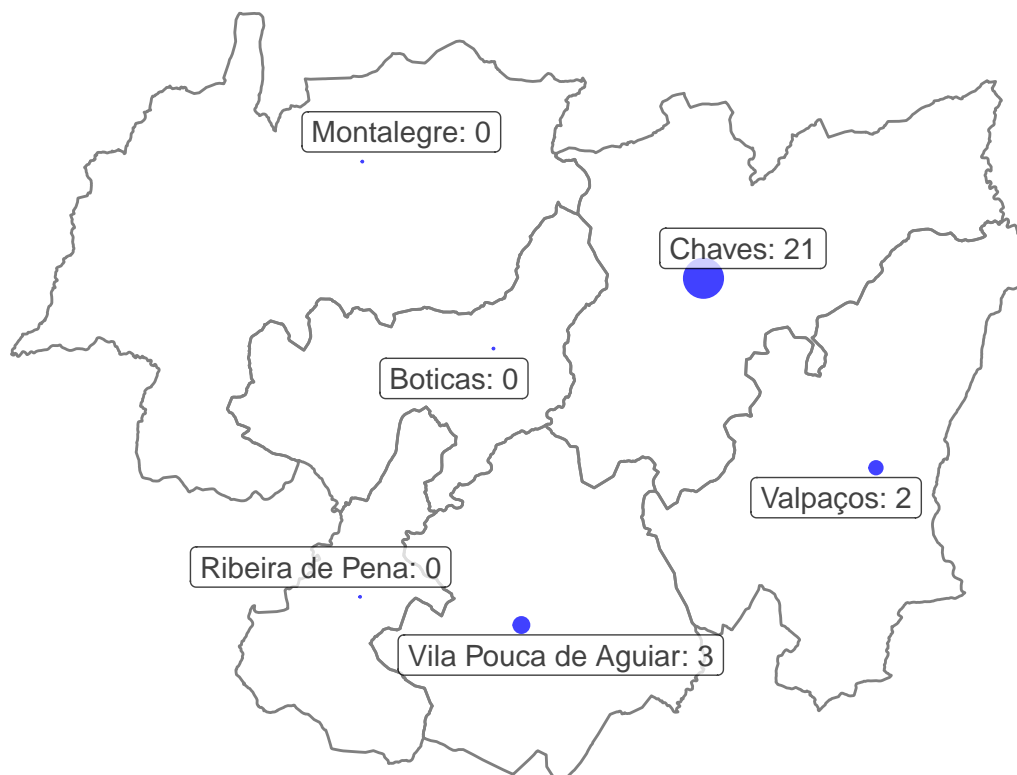 Montalegre: 0
Chaves: 21
Boticas: 0
Valpaços: 2
Ribeira de Pena: 0
Vila Pouca de Aguiar: 3